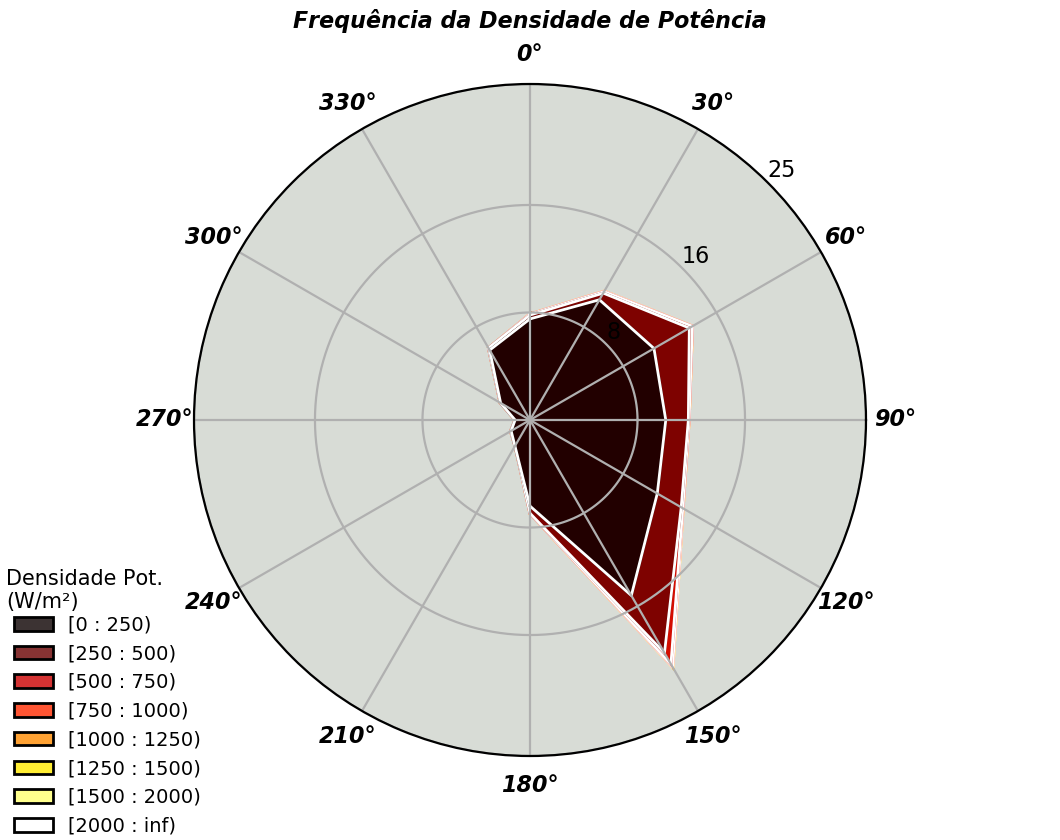 Frequência da Densidade de Potência
0°
330°
30°
25
300°
60°
16
8
270°
90°
240°
120°
210°
150°
180°
Densidade Pot.
(W/m²)
[0 : 250)
[250 : 500)
[500 : 750)
[750 : 1000)
[1000 : 1250)
[1250 : 1500)
[1500 : 2000)
[2000 : inf)